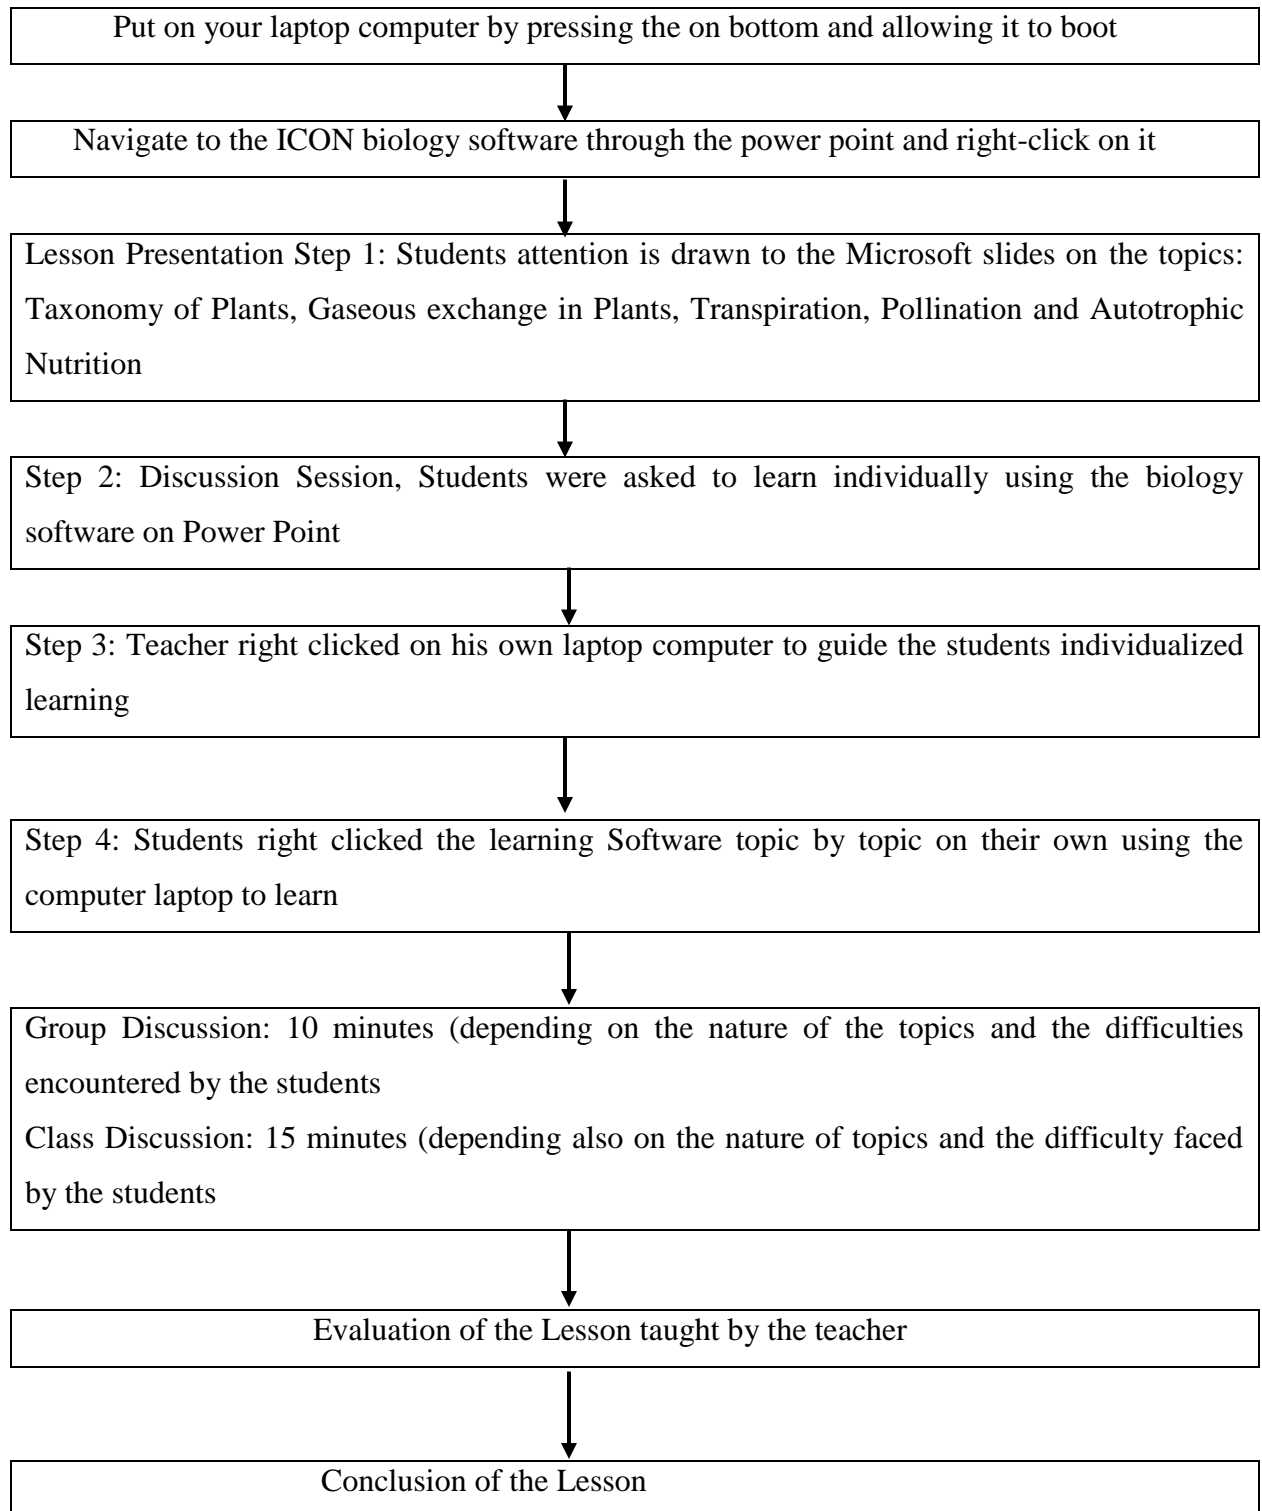 Put on your laptop computer by pressing the on bottom and allowing it to boot
Navigate to the ICON biology software through the power point and right-click on it
Lesson Presentation Step 1: Students attention is drawn to the Microsoft slides on the topics:
Taxonomy of Plants, Gaseous exchange in Plants, Transpiration, Pollination and Autotrophic
Nutrition
Step 2: Discussion Session, Students were asked to learn individually using the biology
software on Power Point
Step 3: Teacher right clicked on his own laptop computer to guide the students individualized
learning
Step 4: Students right clicked the learning Software topic by topic on their own using the
computer laptop to learn
Group Discussion: 10 minutes (depending on the nature of the topics and the difficulties
encountered by the students
Class Discussion: 15 minutes (depending also on the nature of topics and the difficulty faced
by the students
Evaluation of the Lesson taught by the teacher
Conclusion of the Lesson